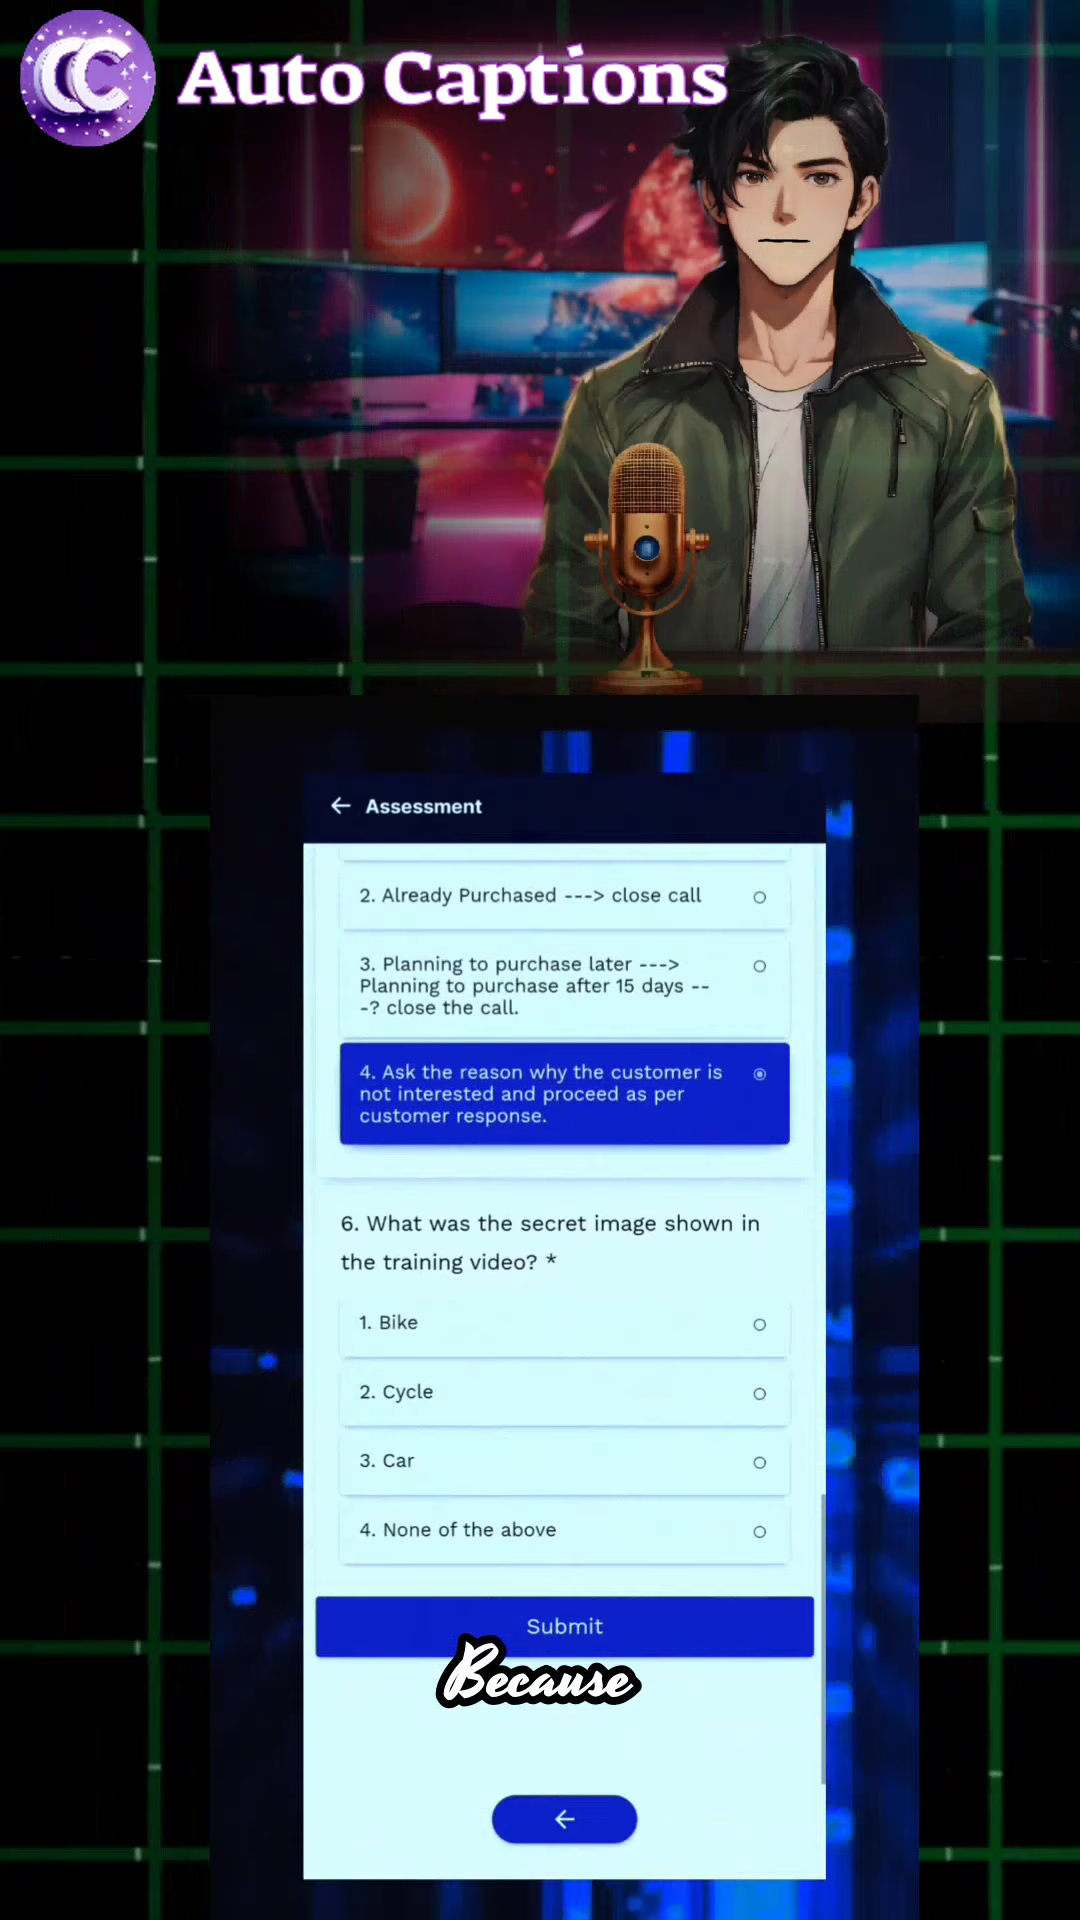 CC Auto Captions
← Assessment
2. Already Purchased ---> close call
3. Planning to purchase later --->
Planning to purchase after 15 days --
-? close the call.
4. Ask the reason why the customer is
not interested and proceed as per
customer response.
6. What was the secret image shown in
the training video? *
1. Bike
2. Cycle
3. Car
4. None of the above
Submit
Because